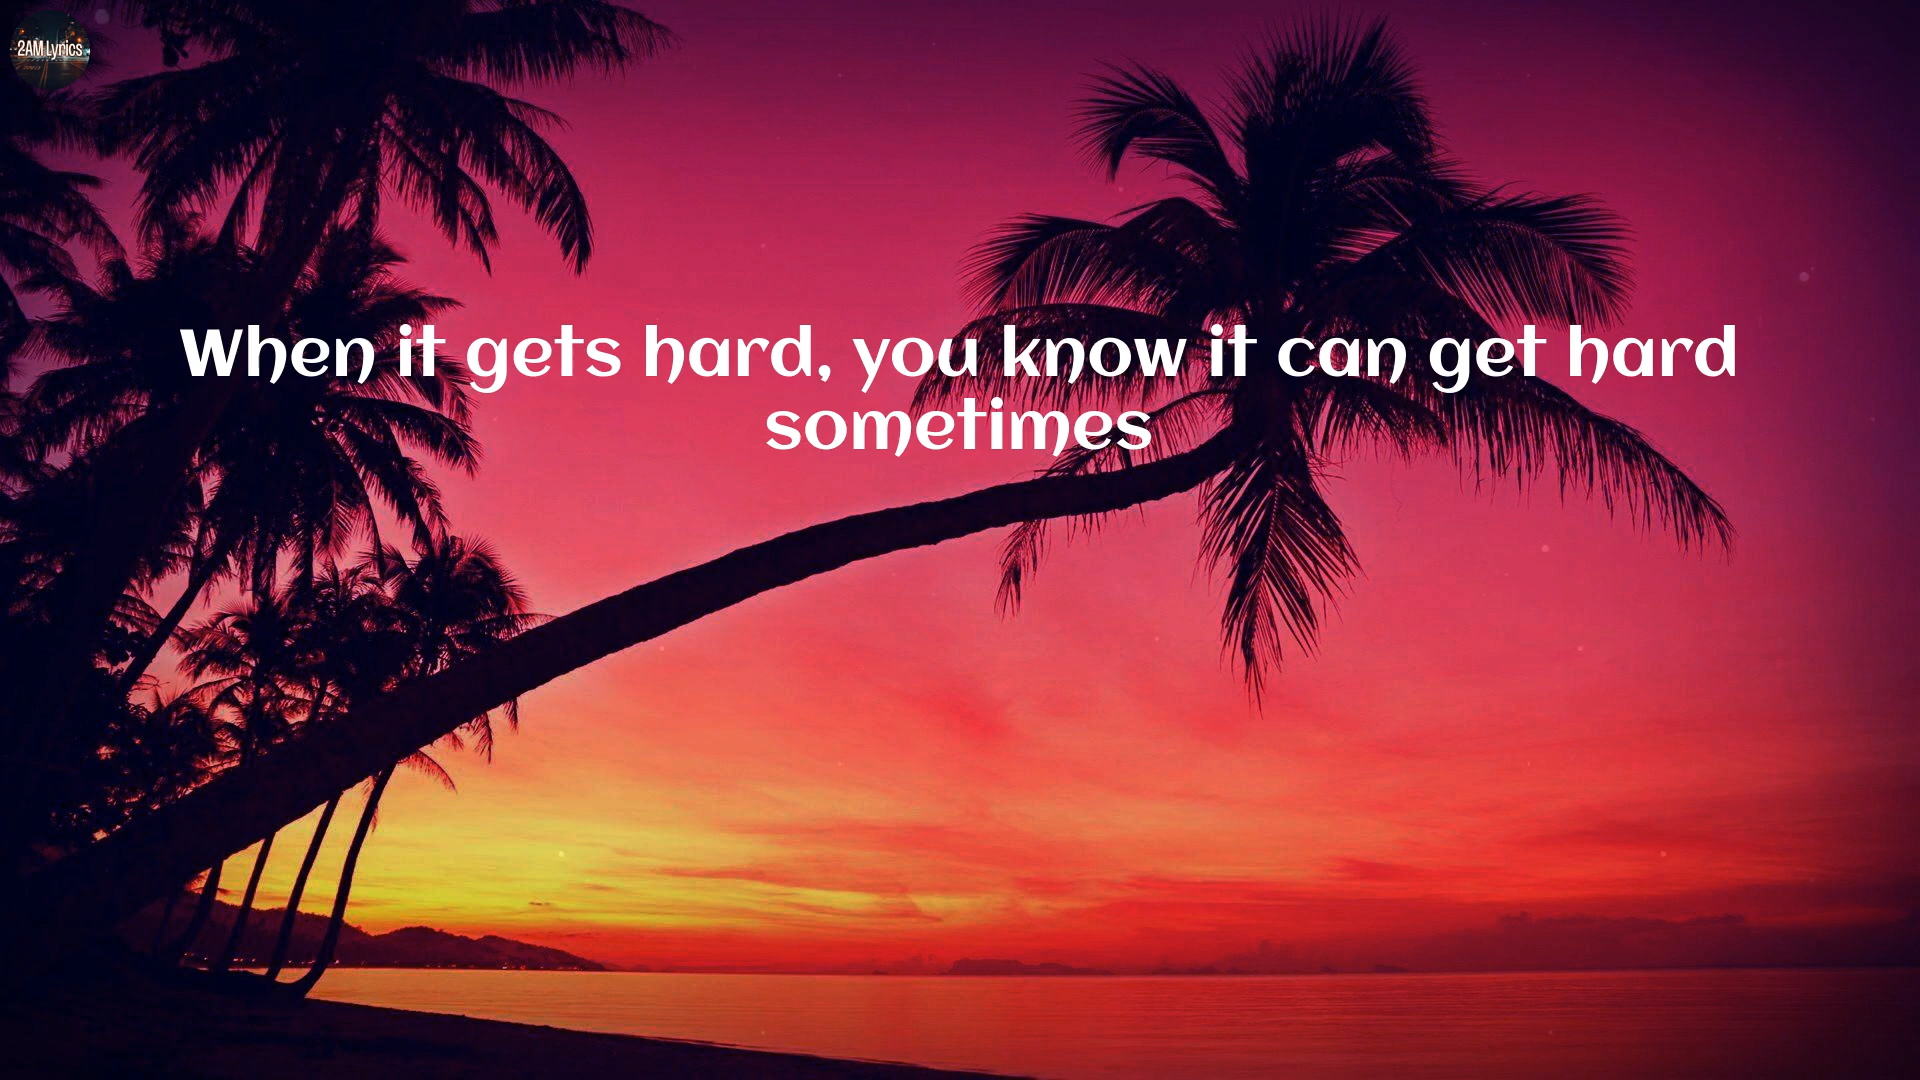 2AM Lyrics
When it gets hard, you know it can get hard
sometimes